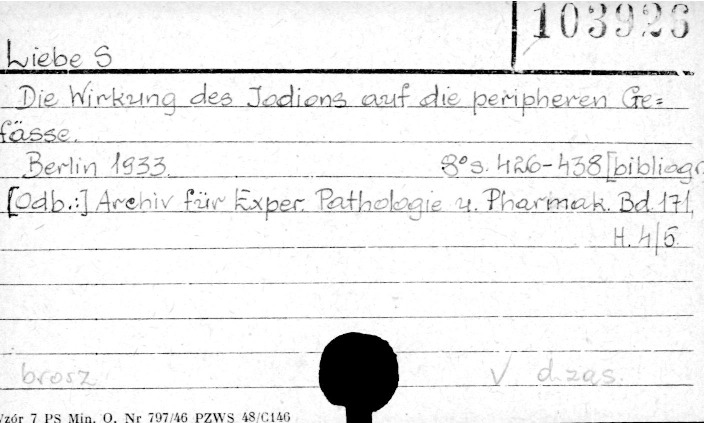 103926
Liebe S
Die Wirkung des Jodions auf die peripheren Ge=
fässe.
Berlin 1933. 8° s. 426-438 [bibliogr.
[Odb.:] Archiv für Exper. Pathologie u. Pharmak. Bd. 171,
H. 4/5
brosz V d. zas.
Wzór 7 PS Min. O. Nr 797/46 PZWS 48/C146